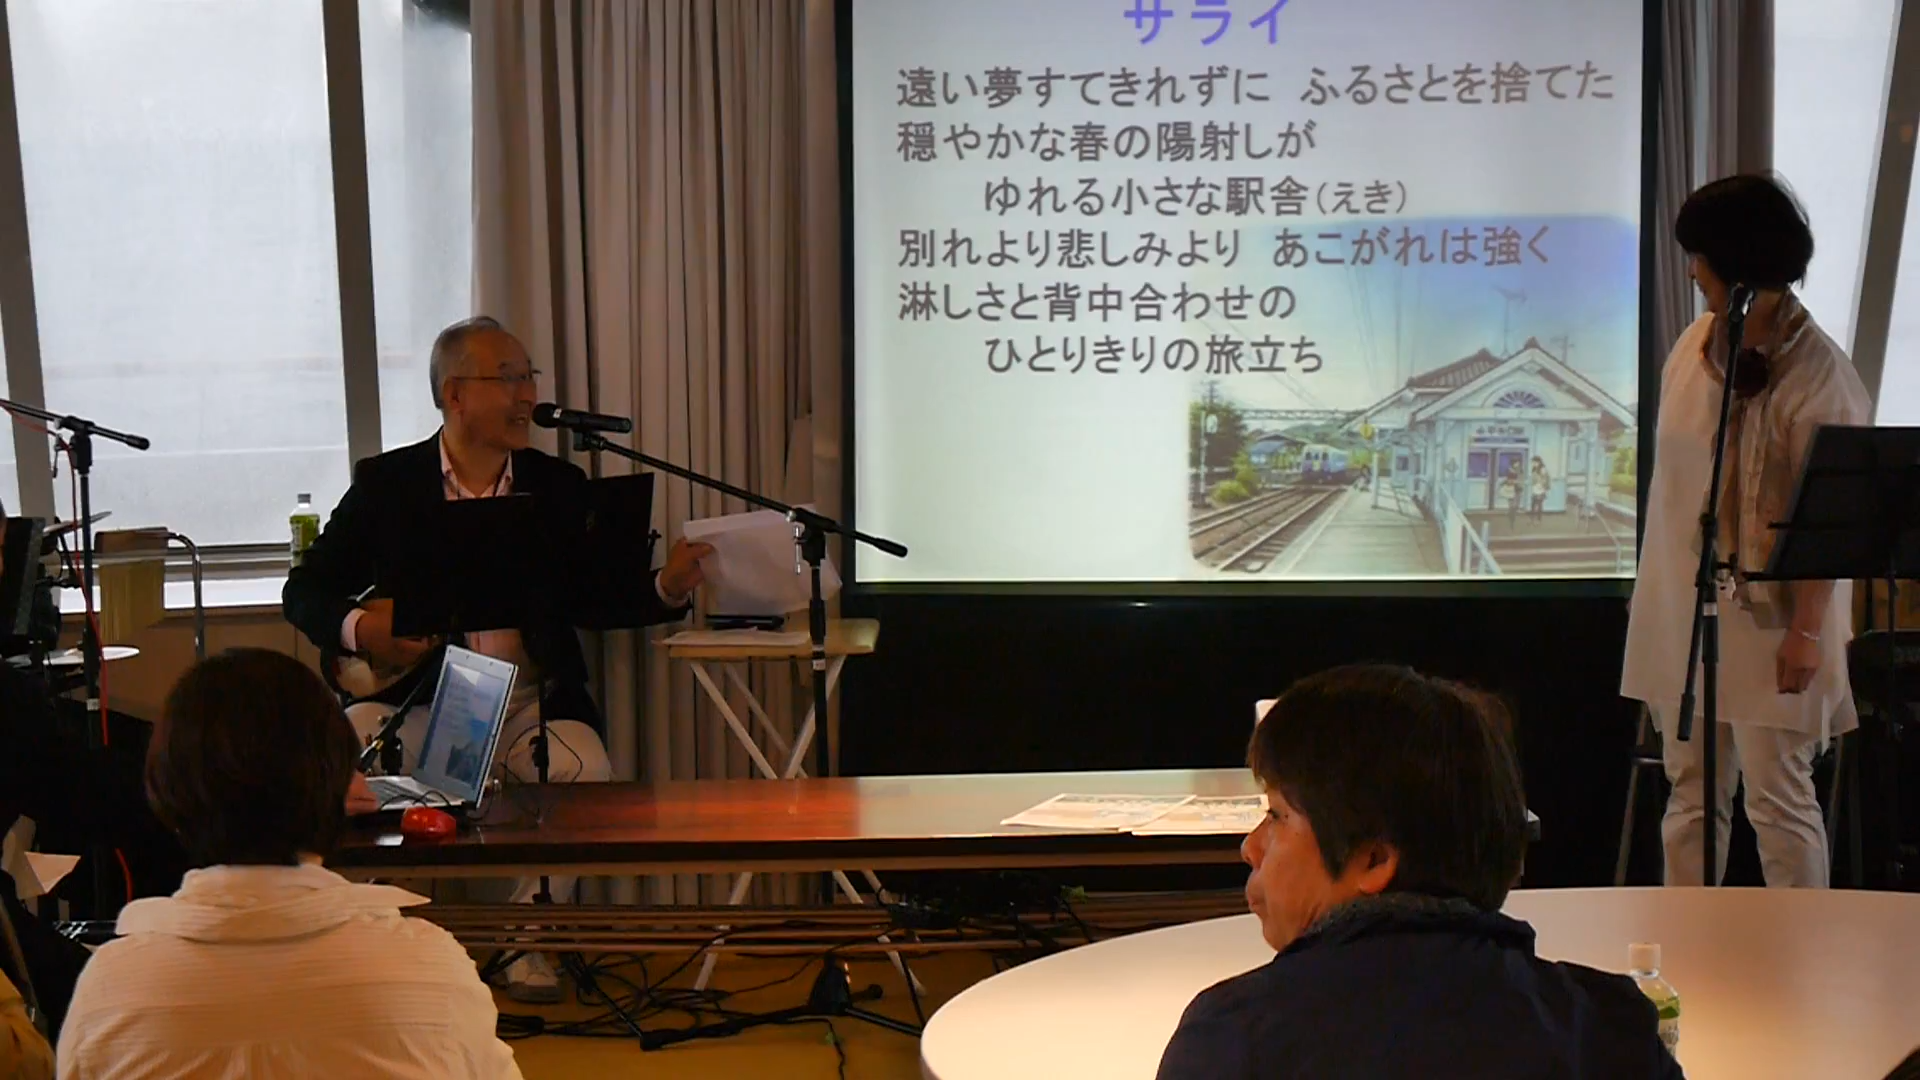 サライ
遠い夢すてきれずに　ふるさとを捨てた
穏やかな春の陽射しが
ゆれる小さな駅舎(えき)
別れより悲しみより　あこがれは強く
淋しさと背中合わせの
ひとりきりの旅立ち